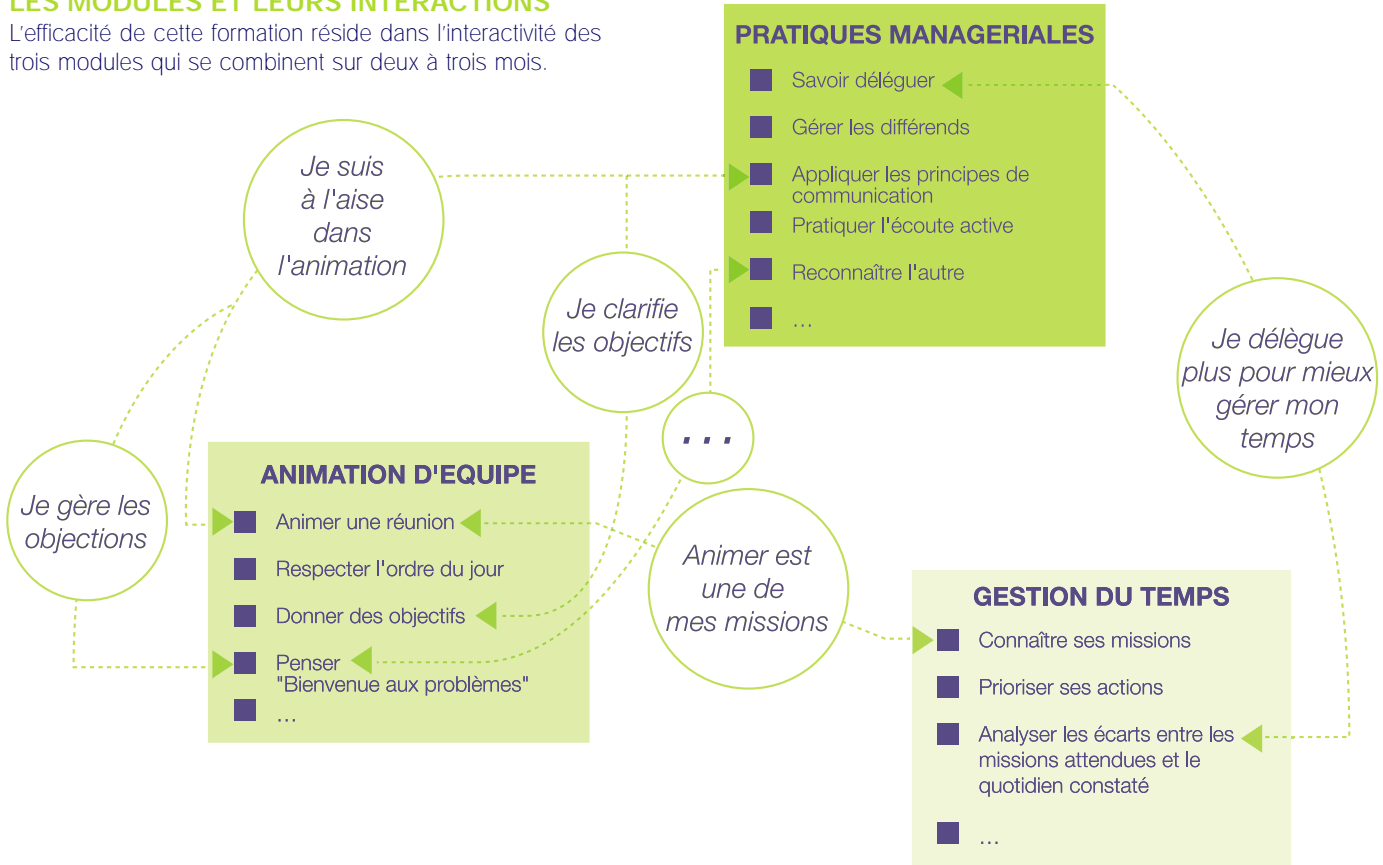 LES MODULES ET LEURS INTERACTIONS
L'efficacité de cette formation réside dans l'interactivité des
trois modules qui se combinent sur deux à trois mois.
PRATIQUES MANAGERIALES
Savoir déléguer
Gérer les différends
Appliquer les principes de
communication
Pratiquer l'écoute active
Reconnaître l'autre
...
Je suis
à l'aise
dans
l'animation
Je clarifie
les objectifs
Je délègue
plus pour mieux
gérer mon
temps
...
Je gère les
objections
ANIMATION D'EQUIPE
Animer une réunion
Respecter l'ordre du jour
Donner des objectifs
Penser
"Bienvenue aux problèmes"
...
Animer est
une de
mes missions
GESTION DU TEMPS
Connaître ses missions
Prioriser ses actions
Analyser les écarts entre les
missions attendues et le
quotidien constaté
...